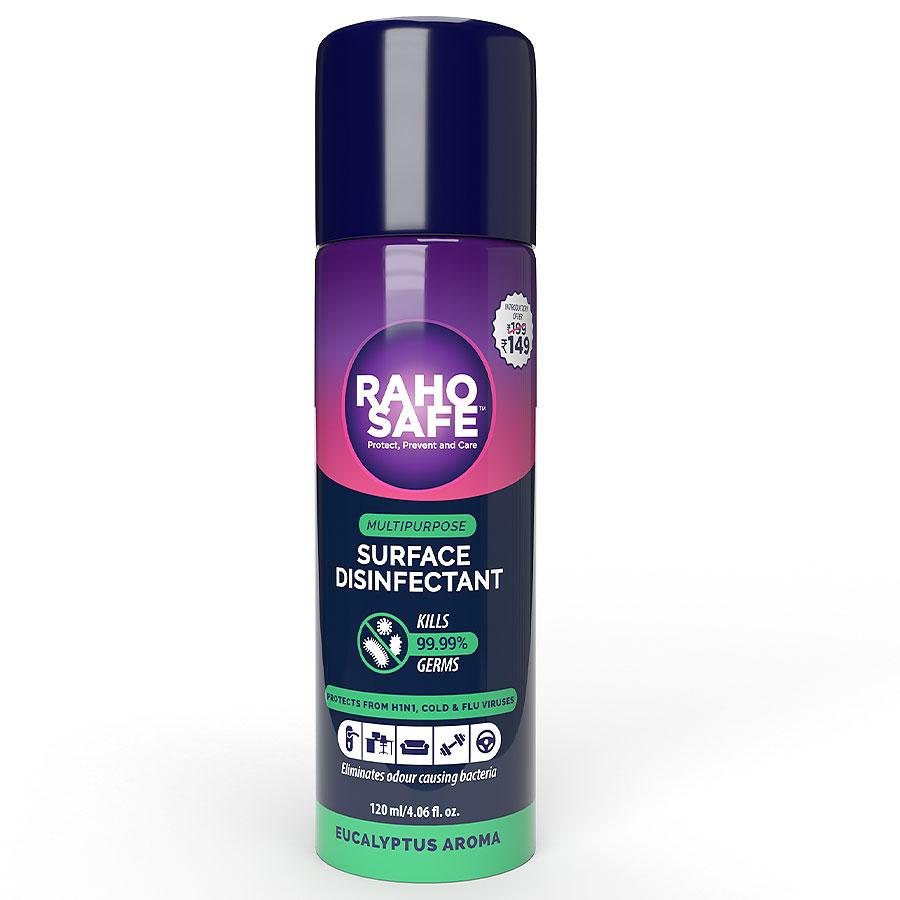 INTRODUCTORY
OFFER
₹199
₹149
RAHO
SAFE™
Protect, Prevent and Care
MULTIPURPOSE
SURFACE
DISINFECTANT
KILLS
99.99%
GERMS
PROTECTS FROM H1N1, COLD & FLU VIRUSES
Eliminates odour causing bacteria
120 ml/4.06 fl. oz.
EUCALYPTUS AROMA